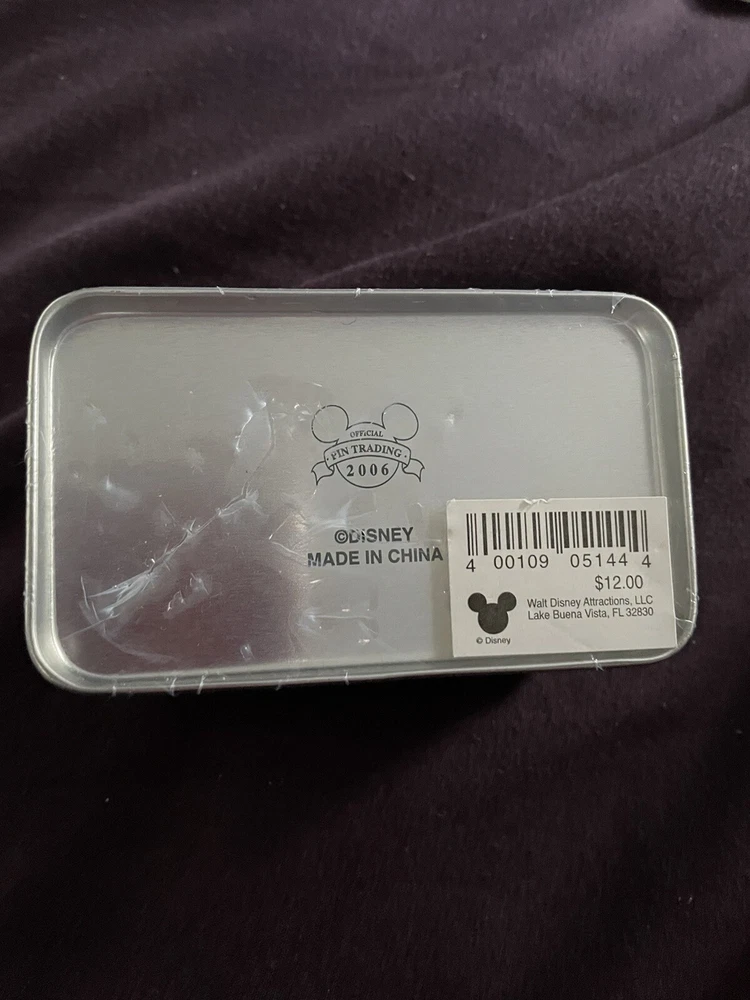 OFFICIAL
· PIN TRADING ·
2006
©DISNEY
MADE IN CHINA
4 00109 05144 4
$12.00
Walt Disney Attractions, LLC
Lake Buena Vista, FL 32830
© Disney